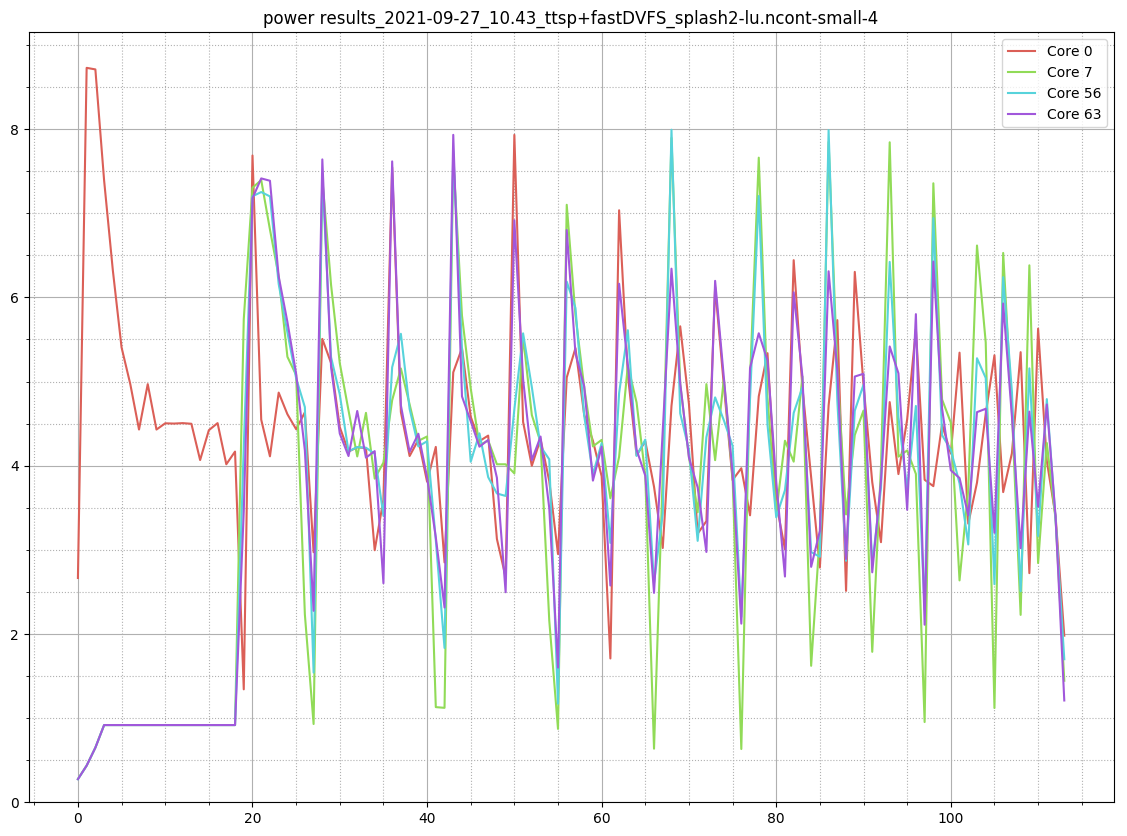 power results_2021-09-27_10.43_ttsp+fastDVFS_splash2-lu.ncont-small-4
Core 0
Core 7
Core 56
Core 63
8
6
4
2
0
0 20 40 60 80 100